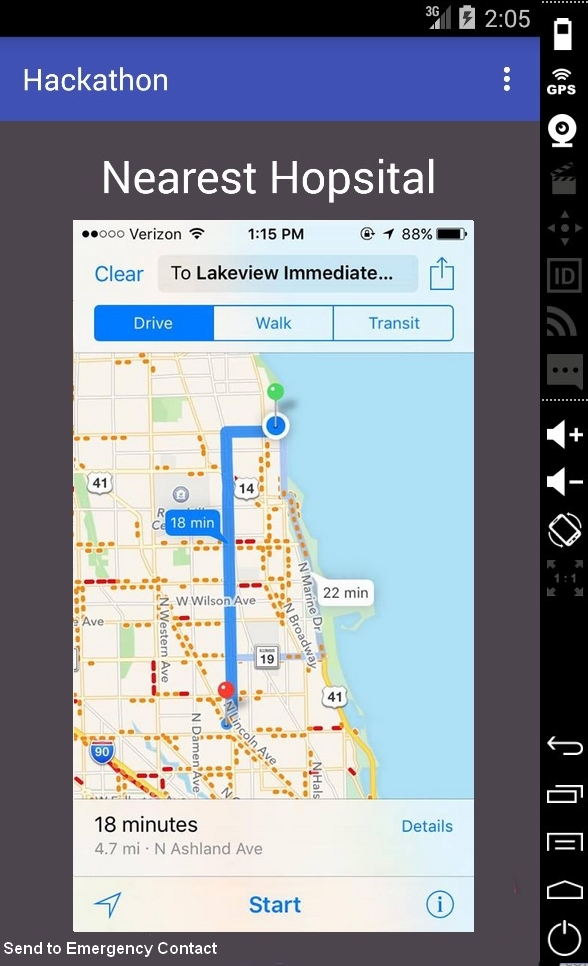 3G 2:05
GPS
Hackathon
ID
Nearest Hopsital
Verizon 1:15 PM 88%
Clear To Lakeview Immediate...
Drive Walk Transit
41
14
18 min
22 min
N Marine Dr
W Wilson Ave
N Broadway
e Ave
N Western Ave
ILLINOIS
19
41
N Lincoln Ave
N Damen Ave
90
N Hals
18 minutes Details
4.7 mi · N Ashland Ave
Start
Send to Emergency Contact
1:1